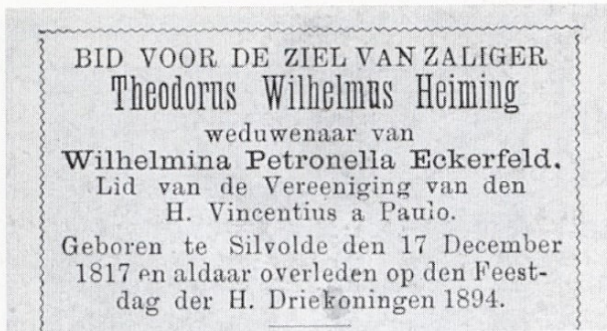 BID VOOR DE ZIEL VAN ZALIGER
Theodorus Wilhelmus Heiming
weduwenaar van
Wilhelmina Petronella Eckerfeld.
Lid van de Vereeniging van den
H. Vincentius a Paulo.
Geboren te Silvolde den 17 December
1817 en aldaar overleden op den Feest-
dag der H. Driekoningen 1894.